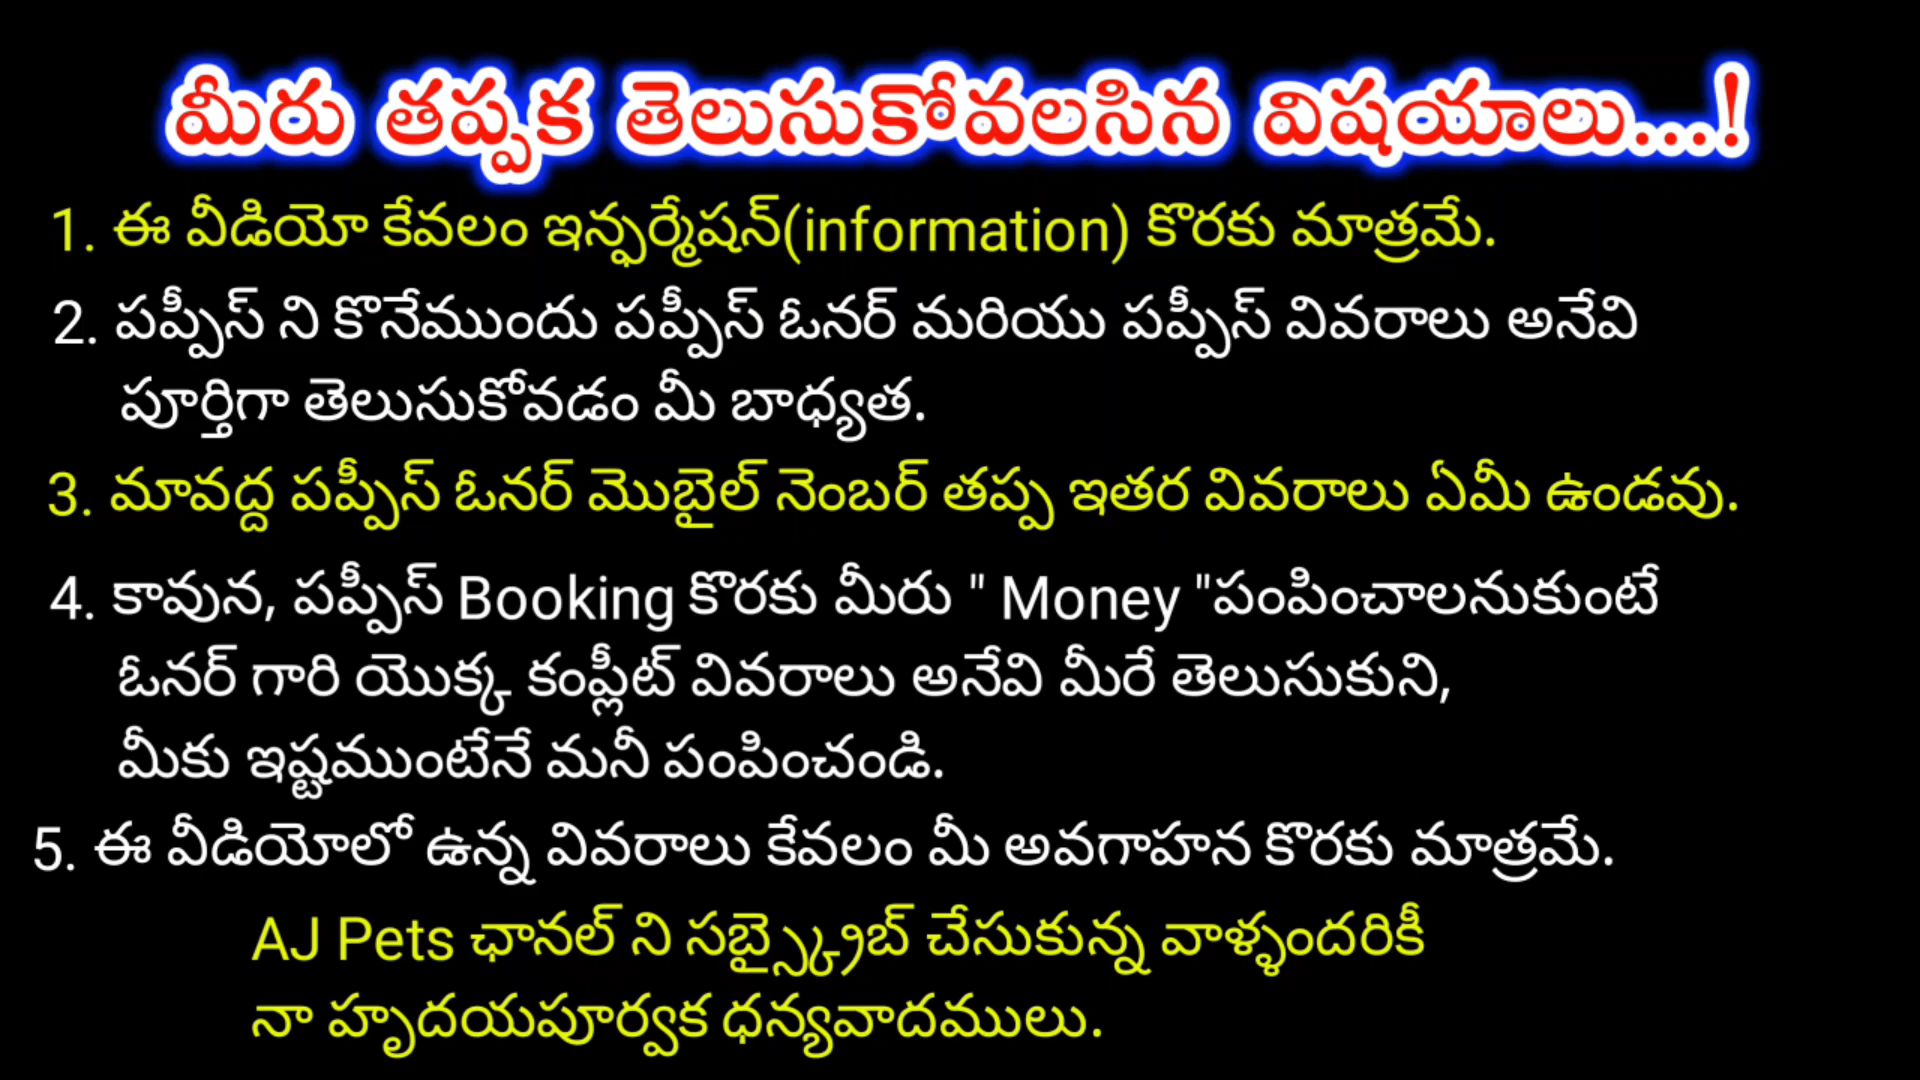 మీరు తప్పక తెలుసుకోవలసిన విషయాలు...!
1. ఈ వీడియో కేవలం ఇన్ఫర్మేషన్(information) కొరకు మాత్రమే.
2. పప్పీస్ ని కొనేముందు పప్పీస్ ఓనర్ మరియు పప్పీస్ వివరాలు అనేవి
పూర్తిగా తెలుసుకోవడం మీ బాధ్యత.
3. మావద్ద పప్పీస్ ఓనర్ మొబైల్ నెంబర్ తప్ప ఇతర వివరాలు ఏమీ ఉండవు.
4. కావున, పప్పీస్ Booking కొరకు మీరు " Money "పంపించాలనుకుంటే
ఓనర్ గారి యొక్క కంప్లీట్ వివరాలు అనేవి మీరే తెలుసుకుని,
మీకు ఇష్టముంటేనే మనీ పంపించండి.
5. ఈ వీడియోలో ఉన్న వివరాలు కేవలం మీ అవగాహన కొరకు మాత్రమే.
AJ Pets ఛానల్ ని సబ్స్క్రైబ్ చేసుకున్న వాళ్ళందరికీ
నా హృదయపూర్వక ధన్యవాదములు.